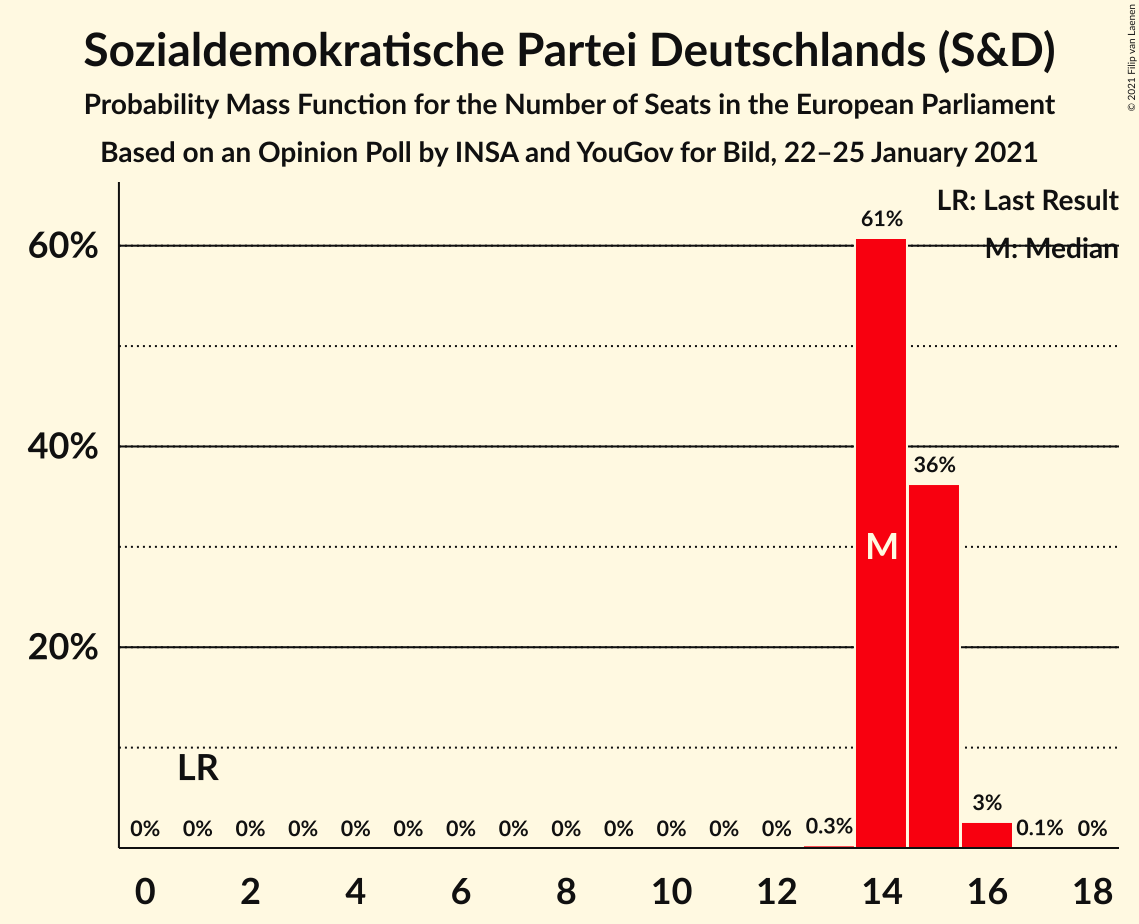 Sozialdemokratische Partei Deutschlands (S&D)
Probability Mass Function for the Number of Seats in the European Parliament
Based on an Opinion Poll by INSA and YouGov for Bild, 22–25 January 2021
© 2021 Filip van Laenen
LR: Last Result
M: Median
60%
40%
20%
61%
36%
M
LR
3%
0% 0% 0% 0% 0% 0% 0% 0% 0% 0% 0% 0% 0% 0.3% 0.1% 0%
0 2 4 6 8 10 12 14 16 18